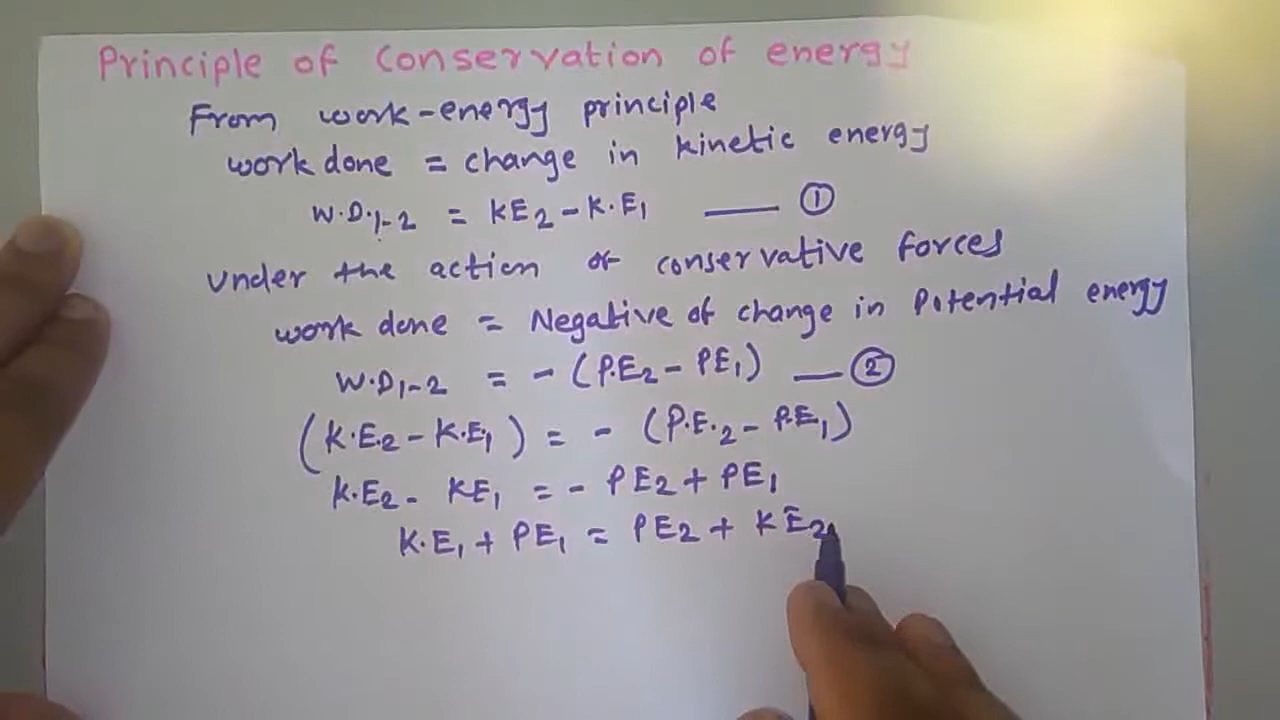 Principle of conservation of energy
From work-energy principle
work done = change in kinetic energy
W.D.1-2 = KE2 - K.E1 —— ①
under the action of conservative forces
work done = Negative of change in Potential energy
W.D1-2 = - (P.E2 - PE1) —— ②
(K.E2 - K.E1) = - (P.E.2 - P.E1)
K.E2 - KE1 = - PE2 + PE1
K.E1 + PE1 = PE2 + KE2